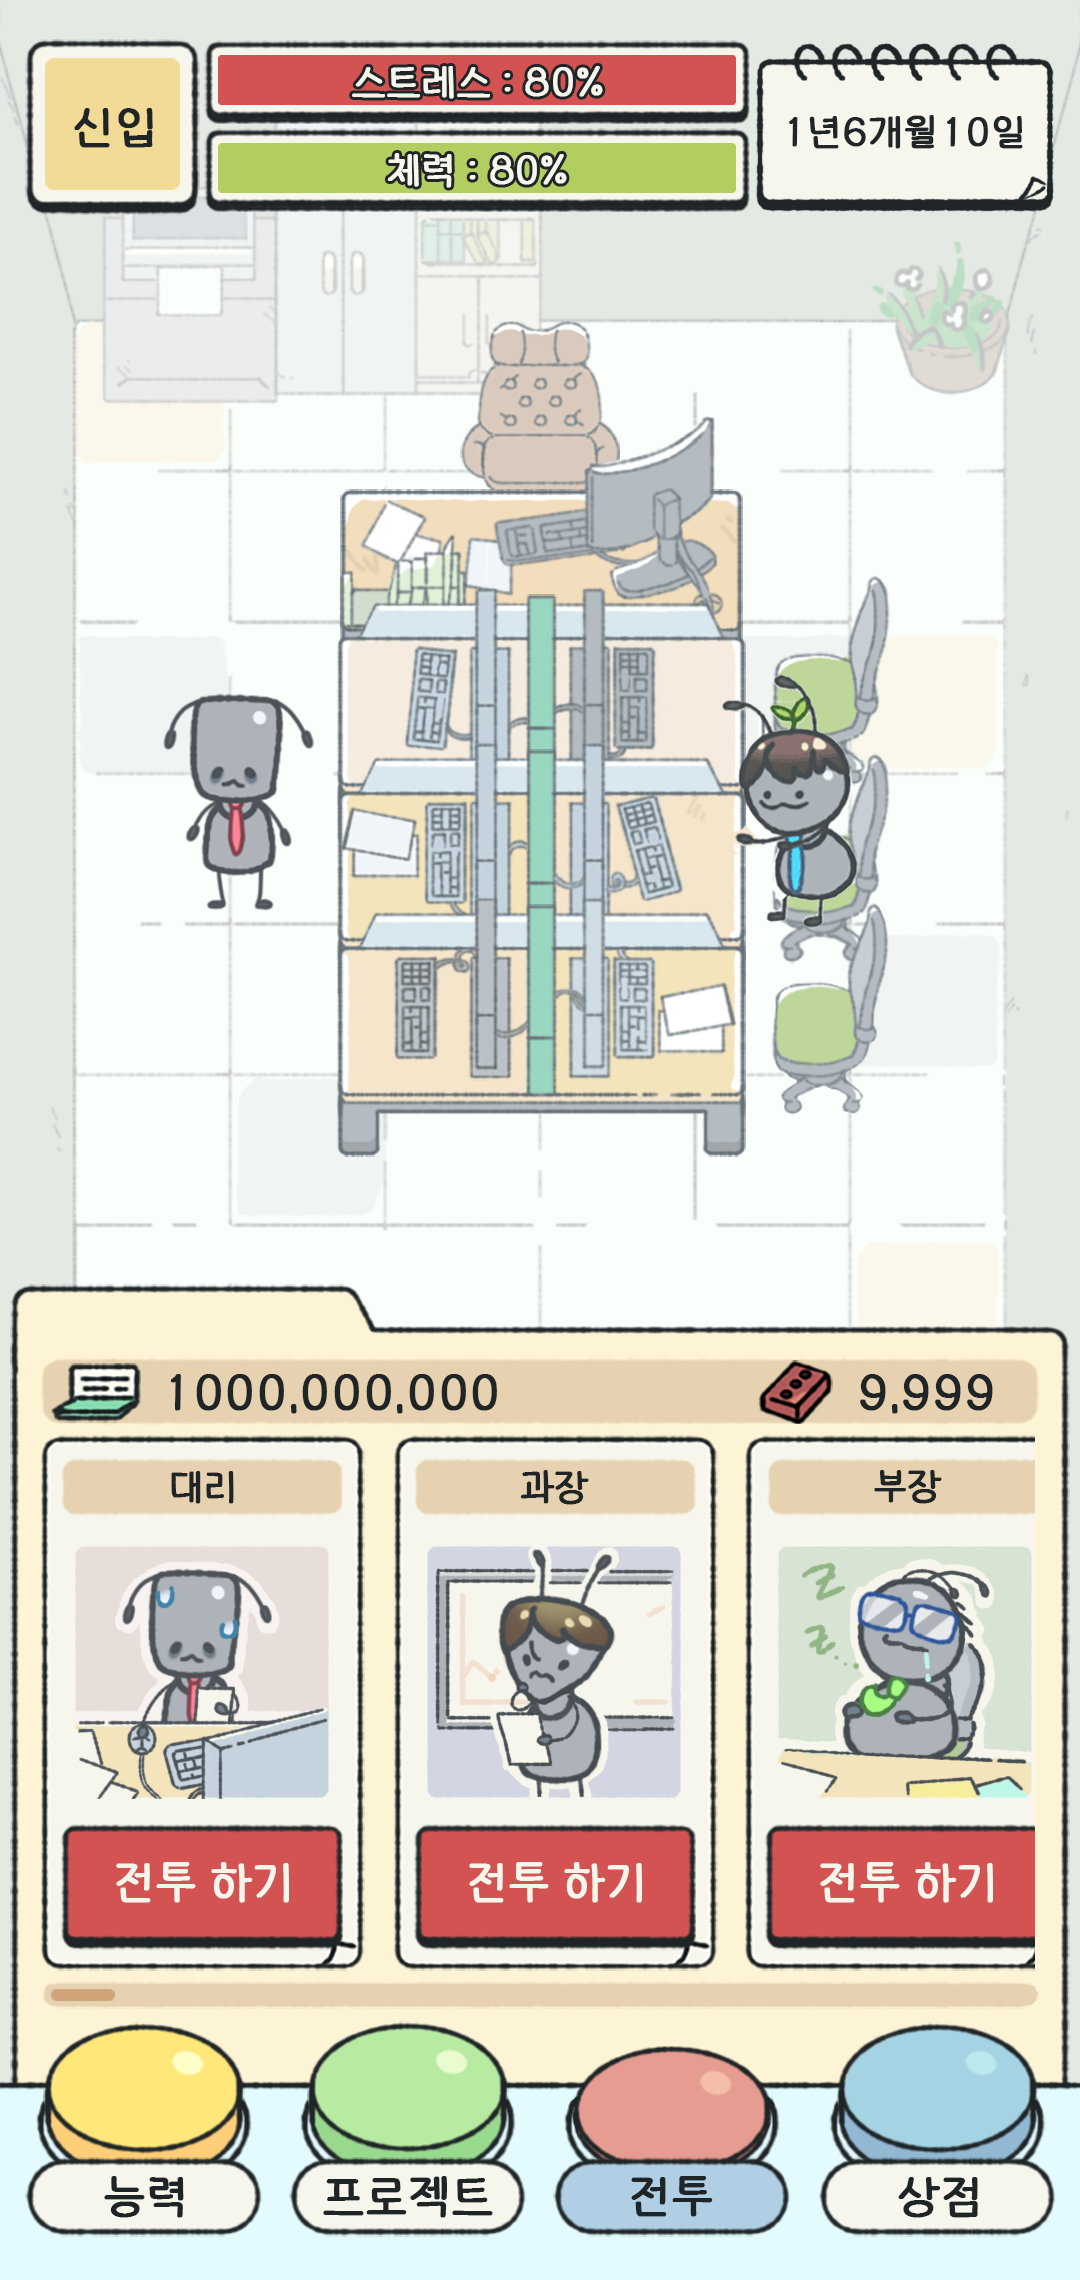 신입
스트레스 : 80%
체력 : 80%
1년6개월10일
1000,000,000
9,999
대리
과장
부장
z
z
전투 하기
전투 하기
전투 하기
능력
프로젝트
전투
상점